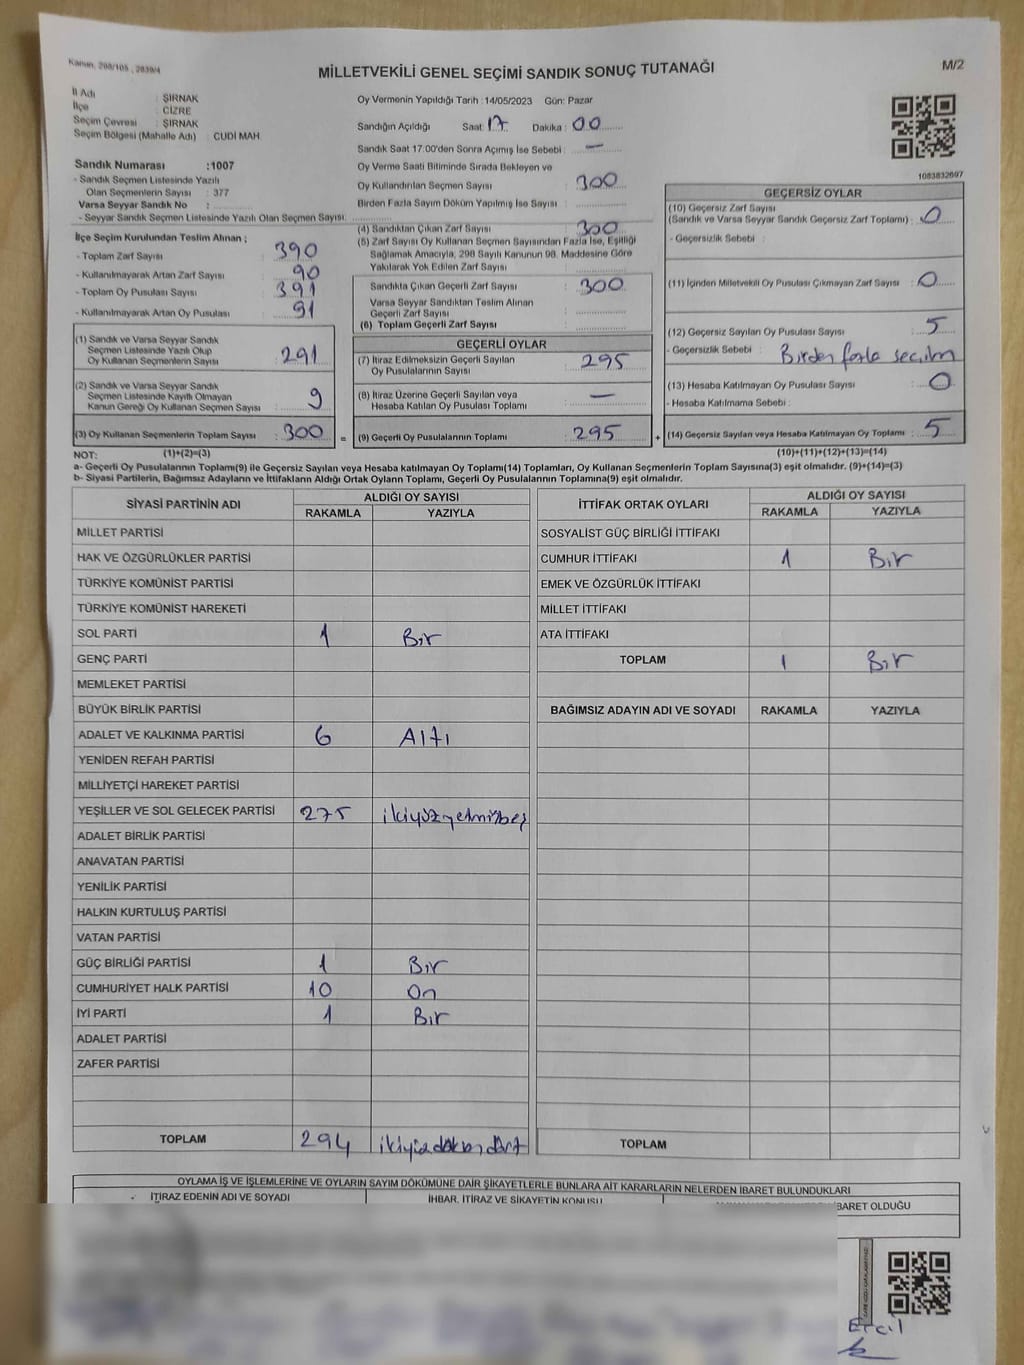 Kanun, 298/105 , 2839/4
MİLLETVEKİLİ GENEL SEÇİMİ SANDIK SONUÇ TUTANAĞI
M/2
İl Adı : ŞIRNAK
İlçe : CİZRE
Seçim Çevresi : ŞIRNAK
Seçim Bölgesi (Mahalle Adı) : CUDİ MAH.
Sandık Numarası :1007
- Sandık Seçmen Listesinde Yazılı
Olan Seçmenlerin Sayısı : 377
Varsa Seyyar Sandık No :
- Seyyar Sandık Seçmen Listesinde Yazılı Olan Seçmen Sayısı:
Oy Vermenin Yapıldığı Tarih :14/05/2023 Gün: Pazar
Sandığın Açıldığı Saat: 17 Dakika : 00
Sandık Saat 17.00'den Sonra Açımış İse Sebebi : —
Oy Verme Saati Bitiminde Sırada Bekleyen ve
Oy Kullandırılan Seçmen Sayısı : 300
Birden Fazla Sayım Döküm Yapılmış İse Sayısı :
1083832697
İlçe Seçim Kurulundan Teslim Alınan ;
- Toplam Zarf Sayısı : 390
- Kullanılmayarak Artan Zarf Sayısı : 90
- Toplam Oy Pusulası Sayısı : 391
- Kullanılmayarak Artan Oy Pusulası : 91
(1) Sandık ve Varsa Seyyar Sandık
Seçmen Listesinde Yazılı Olup
Oy Kullanan Seçmenlerin Sayısı : 291
(2) Sandık ve Varsa Seyyar Sandık
Seçmen Listesinde Kayıtlı Olmayan
Kanun Gereği Oy Kullanan Seçmen Sayısı : 9
(3) Oy Kullanan Seçmenlerin Toplam Sayısı : 300 =
(4) Sandıktan Çıkan Zarf Sayısı : 300
(5) Zarf Sayısı Oy Kullanan Seçmen Sayısından Fazla İse, Eşitliği
Sağlamak Amacıyla, 298 Sayılı Kanunun 98. Maddesine Göre
Yakılarak Yok Edilen Zarf Sayısı :
Sandıkta Çıkan Geçerli Zarf Sayısı : 300
Varsa Seyyar Sandıktan Teslim Alınan
Geçerli Zarf Sayısı :
(6) Toplam Geçerli Zarf Sayısı :
GEÇERLİ OYLAR
(7) İtiraz Edilmeksizin Geçerli Sayılan
Oy Pusulalarının Sayısı : 295
(8) İtiraz Üzerine Geçerli Sayılan veya
Hesaba Katılan Oy Pusulası Toplamı : —
(9) Geçerli Oy Pusulalarının Toplamı : 295 +
GEÇERSİZ OYLAR
(10) Geçersiz Zarf Sayısı
(Sandık ve Varsa Seyyar Sandık Geçersiz Zarf Toplamı) : 0
- Geçersizlik Sebebi :
(11) İçinden Milletvekili Oy Pusulası Çıkmayan Zarf Sayısı : 0
(12) Geçersiz Sayılan Oy Pusulası Sayısı : 5
- Geçersizlik Sebebi : Birden fazla seçim
(13) Hesaba Katılmayan Oy Pusulası Sayısı : 0
- Hesaba Katılmama Sebebi :
(14) Geçersiz Sayılan veya Hesaba Katılmayan Oy Toplamı : 5
NOT: (1)+(2)=(3) (10)+(11)+(12)+(13)=(14)
a- Geçerli Oy Pusulalarının Toplamı(9) ile Geçersiz Sayılan veya Hesaba katılmayan Oy Toplamı(14) Toplamları, Oy Kullanan Seçmenlerin Toplam Sayısına(3) eşit olmalıdır. (9)+(14)=(3)
b- Siyasi Partilerin, Bağımsız Adayların ve İttifakların Aldığı Ortak Oyların Toplamı, Geçerli Oy Pusulalarının Toplamına(9) eşit olmalıdır.
SİYASİ PARTİNİN ADI ALDIĞI OY SAYISI
RAKAMLA YAZIYLA
MİLLET PARTİSİ
HAK VE ÖZGÜRLÜKLER PARTİSİ
TÜRKİYE KOMÜNİST PARTİSİ
TÜRKİYE KOMÜNİST HAREKETİ
SOL PARTİ 1 Bir
GENÇ PARTİ
MEMLEKET PARTİSİ
BÜYÜK BİRLİK PARTİSİ
ADALET VE KALKINMA PARTİSİ 6 Altı
YENİDEN REFAH PARTİSİ
MİLLİYETÇİ HAREKET PARTİSİ
YEŞİLLER VE SOL GELECEK PARTİSİ 275 ikiyüzyetmişbeş
ADALET BİRLİK PARTİSİ
ANAVATAN PARTİSİ
YENİLİK PARTİSİ
HALKIN KURTULUŞ PARTİSİ
VATAN PARTİSİ
GÜÇ BİRLİĞİ PARTİSİ 1 Bir
CUMHURİYET HALK PARTİSİ 10 On
İYİ PARTİ 1 Bir
ADALET PARTİSİ
ZAFER PARTİSİ
TOPLAM 294 ikiyüzdoksandört
İTTİFAK ORTAK OYLARI ALDIĞI OY SAYISI
RAKAMLA YAZIYLA
SOSYALİST GÜÇ BİRLİĞİ İTTİFAKI
CUMHUR İTTİFAKI 1 Bir
EMEK VE ÖZGÜRLÜK İTTİFAKI
MİLLET İTTİFAKI
ATA İTTİFAKI
TOPLAM 1 Bir
BAĞIMSIZ ADAYIN ADI VE SOYADI RAKAMLA YAZIYLA
TOPLAM
OYLAMA İŞ VE İŞLEMLERİNE VE OYLARIN SAYIM DÖKÜMÜNE DAİR ŞİKAYETLERLE BUNLARA AİT KARARLARIN NELERDEN İBARET BULUNDUKLARI
İTİRAZ EDENİN ADI VE SOYADI İHBAR, İTİRAZ VE ŞİKAYETİN KONUSU İBARET OLDUĞU